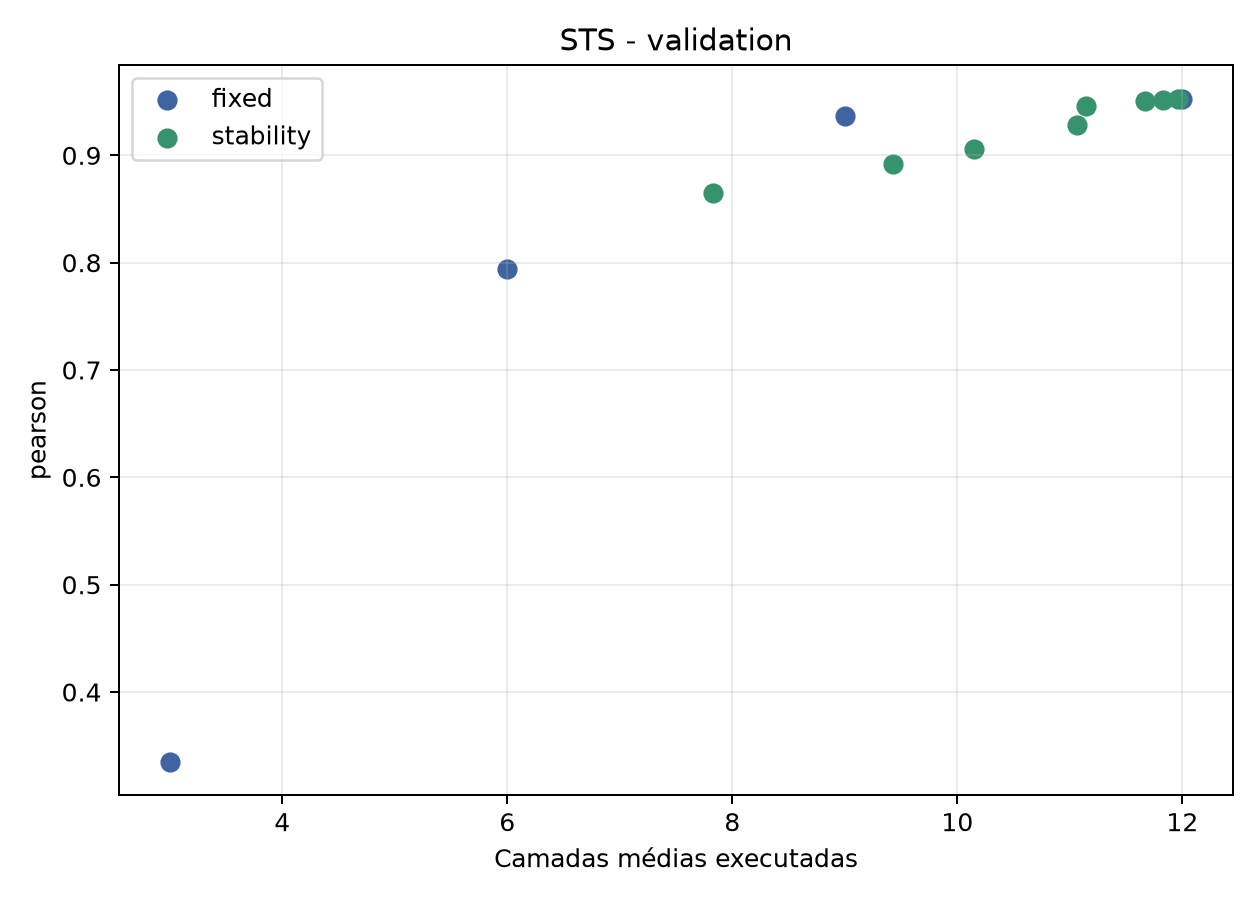 STS - validation
fixed
stability
pearson
0.9
0.8
0.7
0.6
0.5
0.4
4 6 8 10 12
Camadas médias executadas